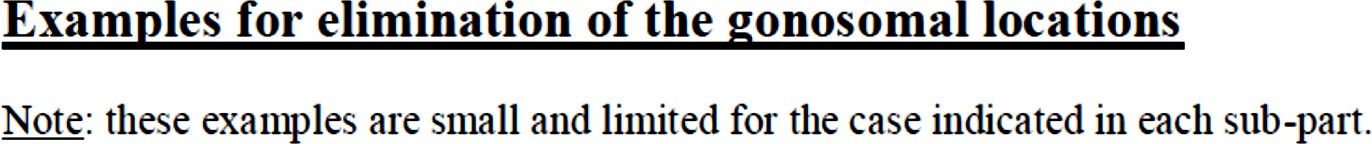 Examples for elimination of the gonosomal locations
Note: these examples are small and limited for the case indicated in each sub-part.